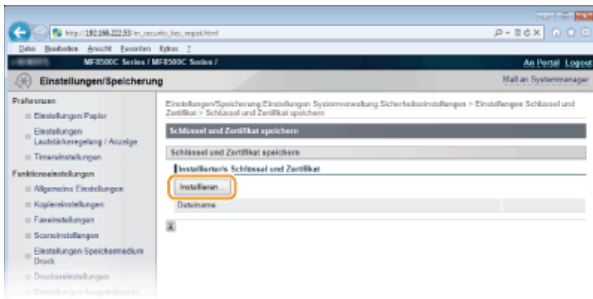 http://192.168.222.53/m_security_key_regist.html
Datei Bearbeiten Ansicht Favoriten Extras ?
MF8500C Series / MF8500C Series /
An Portal Logout
Einstellungen/Speicherung
Mail an Systemmanager
Präferenzen
Einstellungen Papier
Einstellungen
Lautstärkeregelung / Anzeige
Timereinstellungen
Funktionseinstellungen
Allgemeine Einstellungen
Kopiereinstellungen
Faxeinstellungen
Scaneinstellungen
Einstellungen Speichermedium
Druck
Druckereinstellungen
Einstellungen Ausgabebericht
Einstellungen/Speicherung:Einstellungen Systemverwaltung:Sicherheitseinstellungen > Einstellungen Schlüssel und
Zertifikat > Schlüssel und Zertifikat speichern
Schlüssel und Zertifikat speichern
Schlüssel und Zertifikat speichern
Installierter/s Schlüssel und Zertifikat
Installieren...
Dateiname